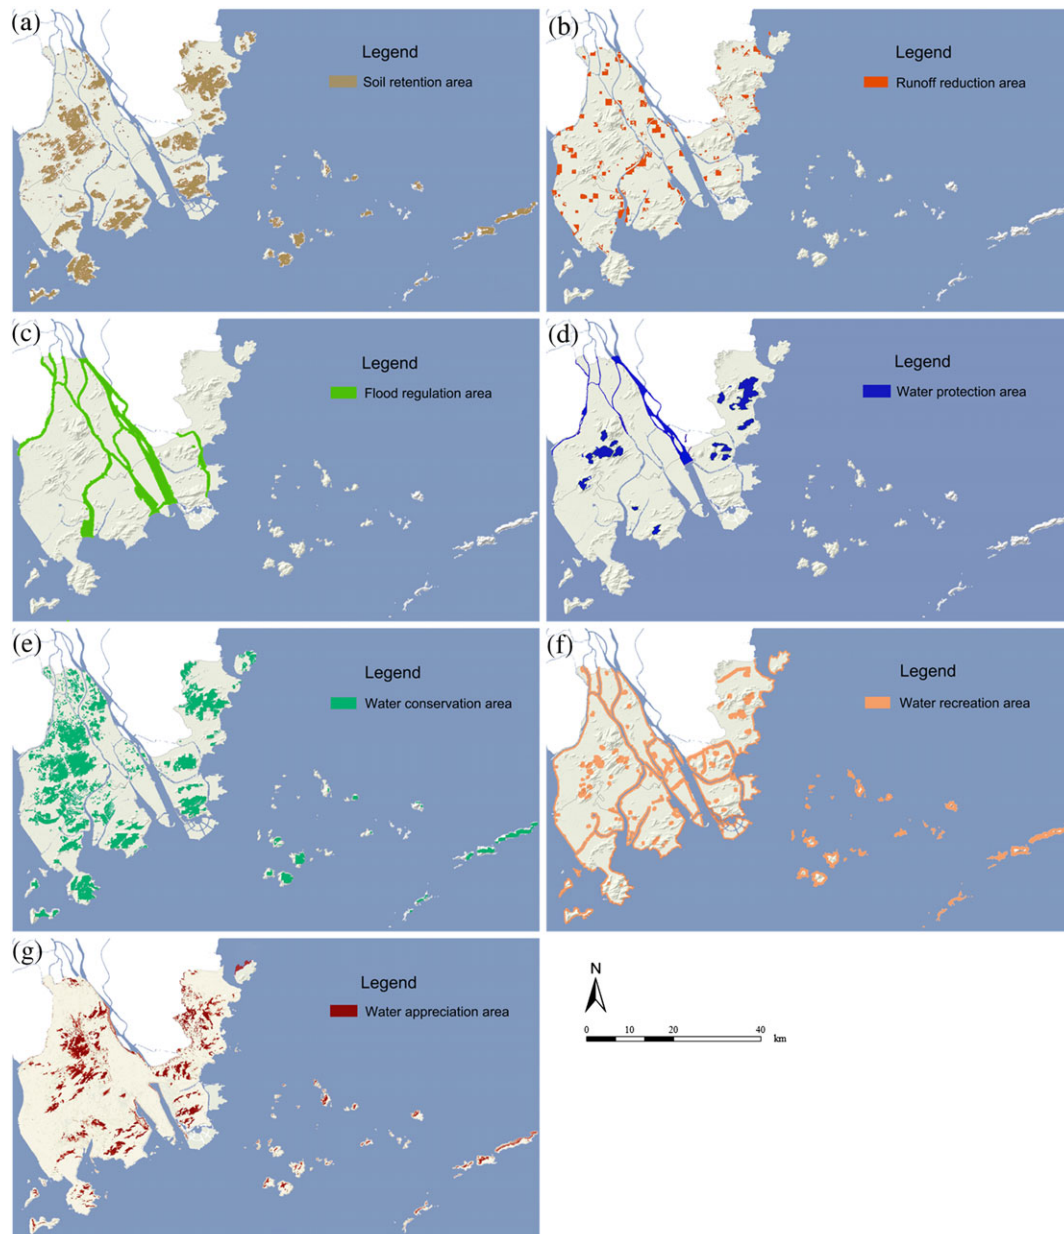 (a)
Legend
Soil retention area
(b)
Legend
Runoff reduction area
(c)
Legend
Flood regulation area
(d)
Legend
Water protection area
(e)
Legend
Water conservation area
(f)
Legend
Water recreation area
(g)
Legend
Water appreciation area
N
0 10 20 40
km